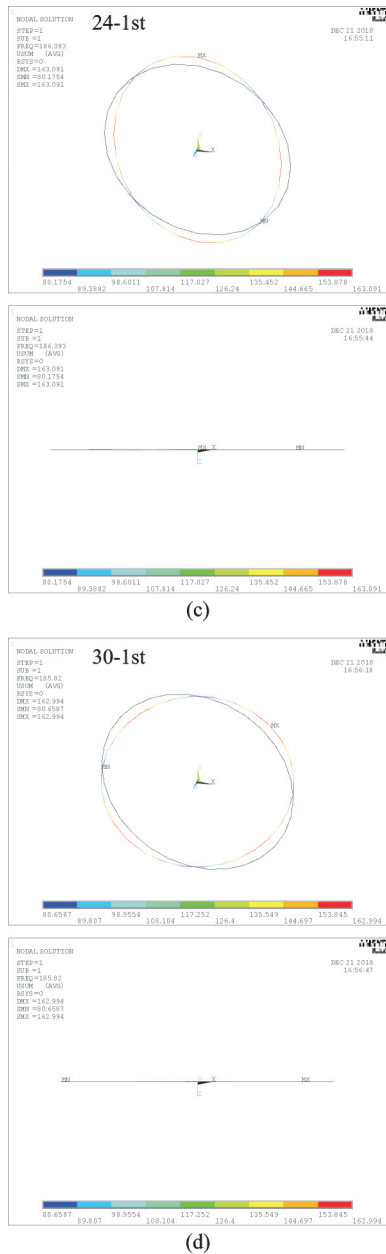 1
NODAL SOLUTION
24-1st
STEP=1
SUB =1
FREQ=186.393
USUM (AVG)
RSYS=0
DMX =163.091
SMN =80.1754
SMX =163.091
DEC 21 2018
16:55:11
MX
Y
X
MN
80.1754 98.6011 117.027 135.452 153.878
89.3882 107.814 126.24 144.665 163.091
1
NODAL SOLUTION
STEP=1
SUB =1
FREQ=186.393
USUM (AVG)
RSYS=0
DMX =163.091
SMN =80.1754
SMX =163.091
DEC 21 2018
16:55:44
MX X MN
Z
80.1754 98.6011 117.027 135.452 153.878
89.3882 107.814 126.24 144.665 163.091
(c)
1
NODAL SOLUTION
30-1st
STEP=1
SUB =1
FREQ=185.82
USUM (AVG)
RSYS=0
DMX =162.994
SMN =80.6587
SMX =162.994
DEC 21 2018
16:56:18
MX
MN
Y
X
80.6587 98.9554 117.252 135.549 153.845
89.807 108.104 126.4 144.697 162.994
1
NODAL SOLUTION
STEP=1
SUB =1
FREQ=185.82
USUM (AVG)
RSYS=0
DMX =162.994
SMN =80.6587
SMX =162.994
DEC 21 2018
16:56:47
MN X MX
Z
80.6587 98.9554 117.252 135.549 153.845
89.807 108.104 126.4 144.697 162.994
(d)